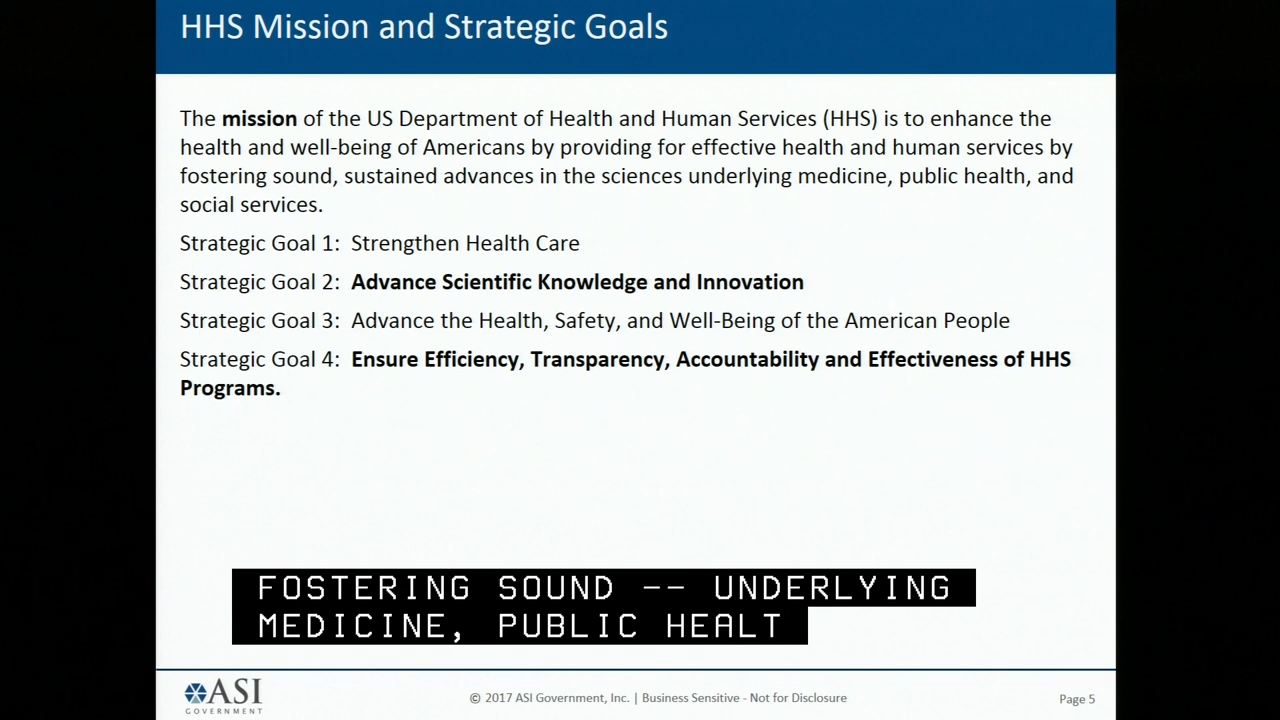 HHS Mission and Strategic Goals
The mission of the US Department of Health and Human Services (HHS) is to enhance the
health and well-being of Americans by providing for effective health and human services by
fostering sound, sustained advances in the sciences underlying medicine, public health, and
social services.
Strategic Goal 1: Strengthen Health Care
Strategic Goal 2: Advance Scientific Knowledge and Innovation
Strategic Goal 3: Advance the Health, Safety, and Well-Being of the American People
Strategic Goal 4: Ensure Efficiency, Transparency, Accountability and Effectiveness of HHS
Programs.
FOSTERING SOUND -- UNDERLYING
MEDICINE, PUBLIC HEALT
ASI
GOVERNMENT
© 2017 ASI Government, Inc. | Business Sensitive - Not for Disclosure
Page 5